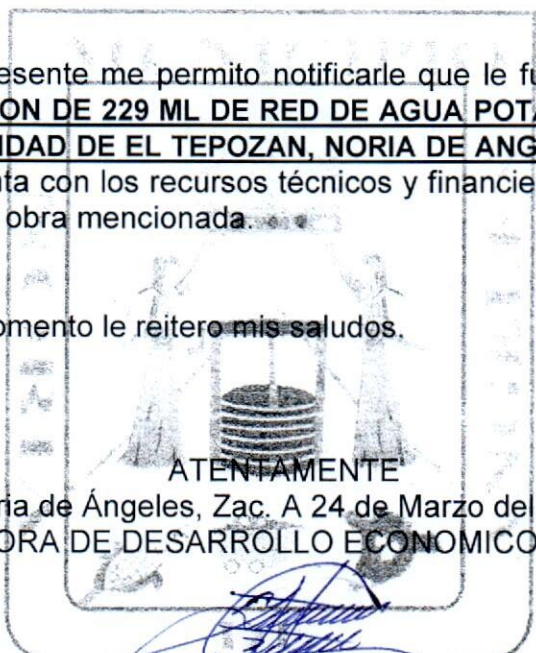 esente me permito notificarle que le fu
ON DE 229 ML DE RED DE AGUA POTA
IDAD DE EL TEPOZAN, NORIA DE ANG
nta con los recursos técnicos y financie
obra mencionada.
omento le reitero mis saludos.
ATENTAMENTE
ria de Ángeles, Zac. A 24 de Marzo del
ORA DE DESARROLLO ECONOMICO